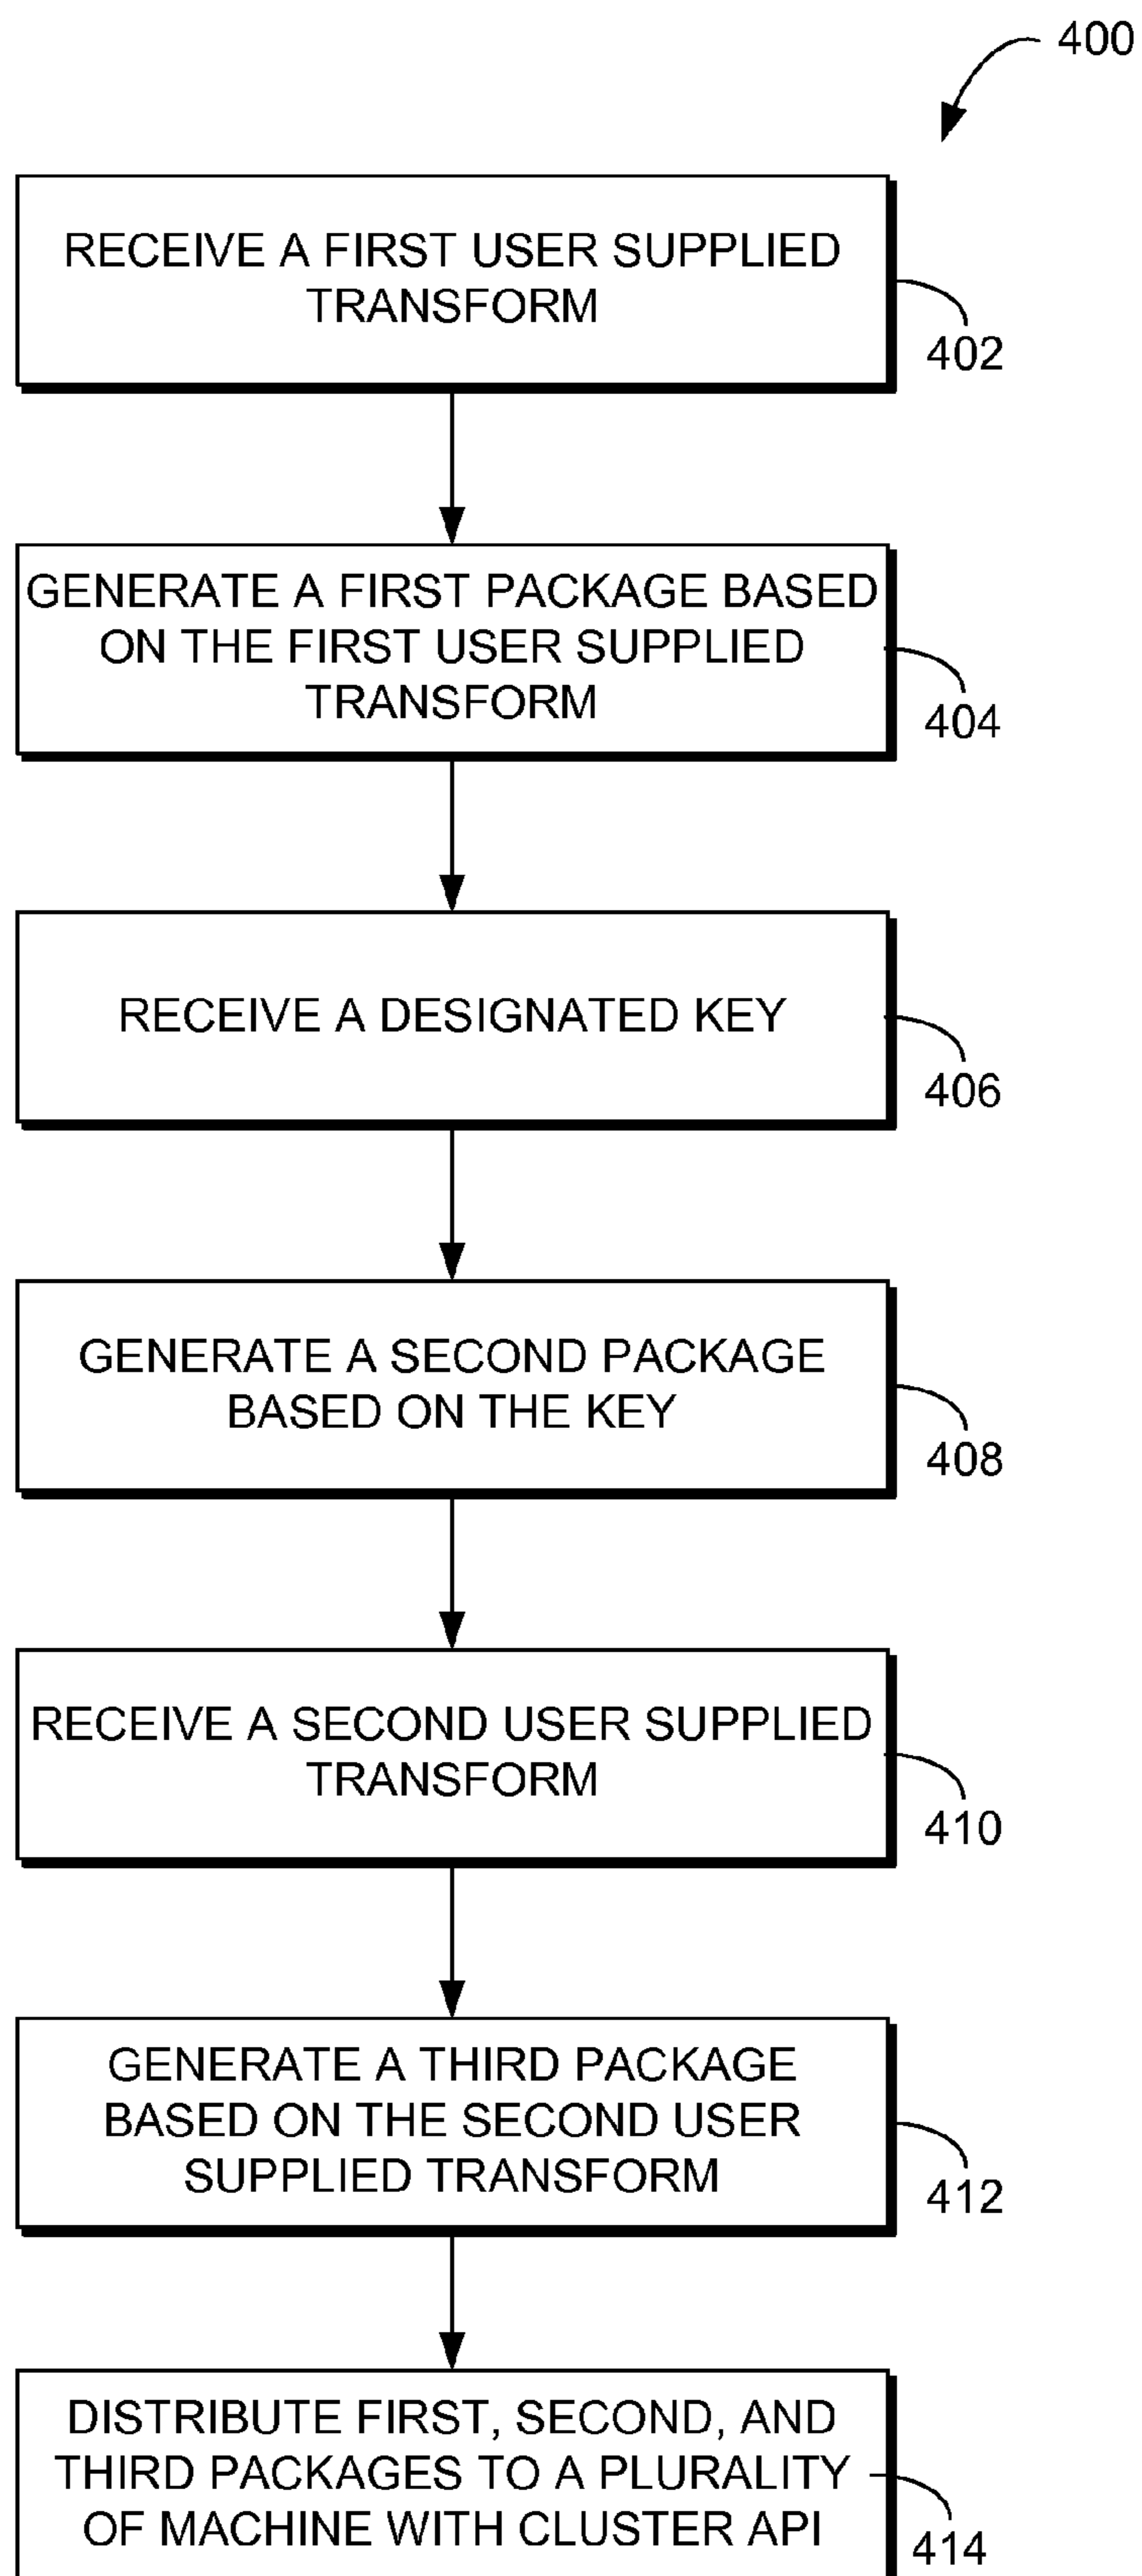 400
RECEIVE A FIRST USER SUPPLIED
TRANSFORM
402
GENERATE A FIRST PACKAGE BASED
ON THE FIRST USER SUPPLIED
TRANSFORM
404
RECEIVE A DESIGNATED KEY
406
GENERATE A SECOND PACKAGE
BASED ON THE KEY
408
RECEIVE A SECOND USER SUPPLIED
TRANSFORM
410
GENERATE A THIRD PACKAGE
BASED ON THE SECOND USER
SUPPLIED TRANSFORM
412
DISTRIBUTE FIRST, SECOND, AND
THIRD PACKAGES TO A PLURALITY
OF MACHINE WITH CLUSTER API
414